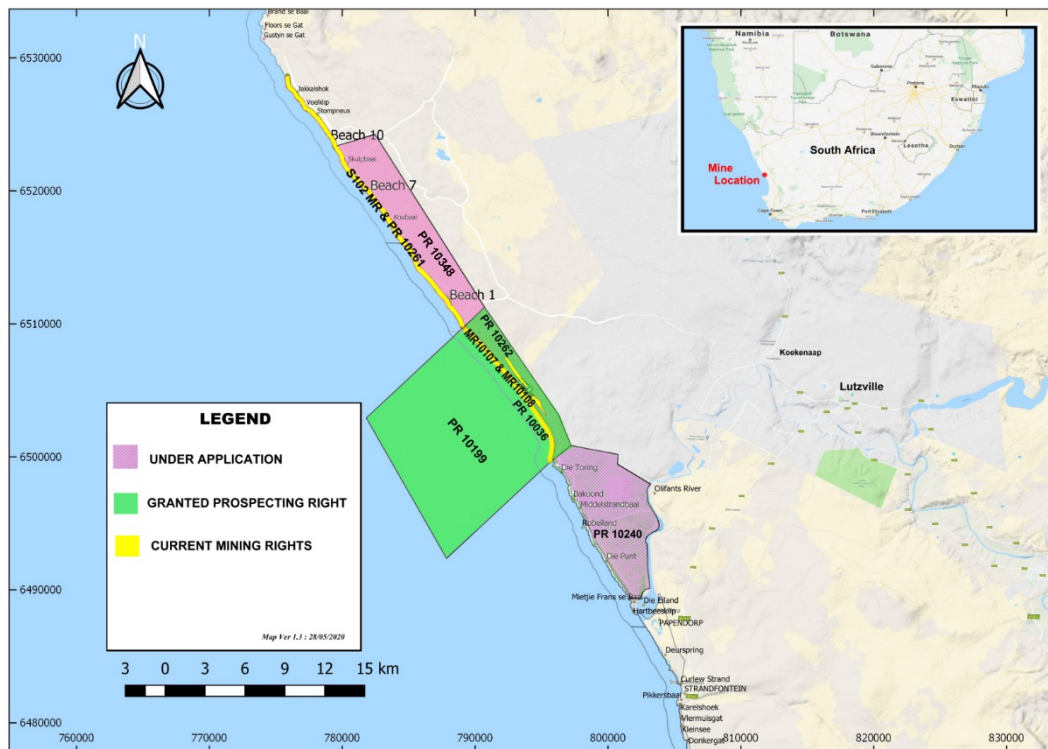 Brand se Baai
Floors se Gat
Gustyn se Gat
N
6530000
6520000
6510000
6500000
6490000
6480000
Jakkalshok
Voelklip
Stompneus
Beach 10
Skulpbaai
Beach 7
Koubaai
S102 MR & PR 10261
PR 10348
Beach 1
PR 10262
MR10107 & MR10108
PR 10036
PR 10199
Die Toring
Bakoond
Middelstrandbaai
Robeiland
PR 10240
Die Punt
Olifants River
Mietjie Frans se Baai
Die Eiland
Hartbeesklip
PAPENDORP
Deurspring
Curlew Strand
STRANDFONTEIN
Pikkersbaai
Karelshoek
Vlermuisgat
Kleinsee
Donkergat
Koekenaap
Lutzville
Namibia
Botswana
Gaborone
Pretoria
Maputo
Eswatini
Bloemfontein
Lesotho
Durban
South Africa
Mine
Location
Cape Town
Port Elizabeth
LEGEND
UNDER APPLICATION
GRANTED PROSPECTING RIGHT
CURRENT MINING RIGHTS
Map Ver 1.3 : 28/05/2020
3 0 3 6 9 12 15 km
760000 770000 780000 790000 800000 810000 820000 830000